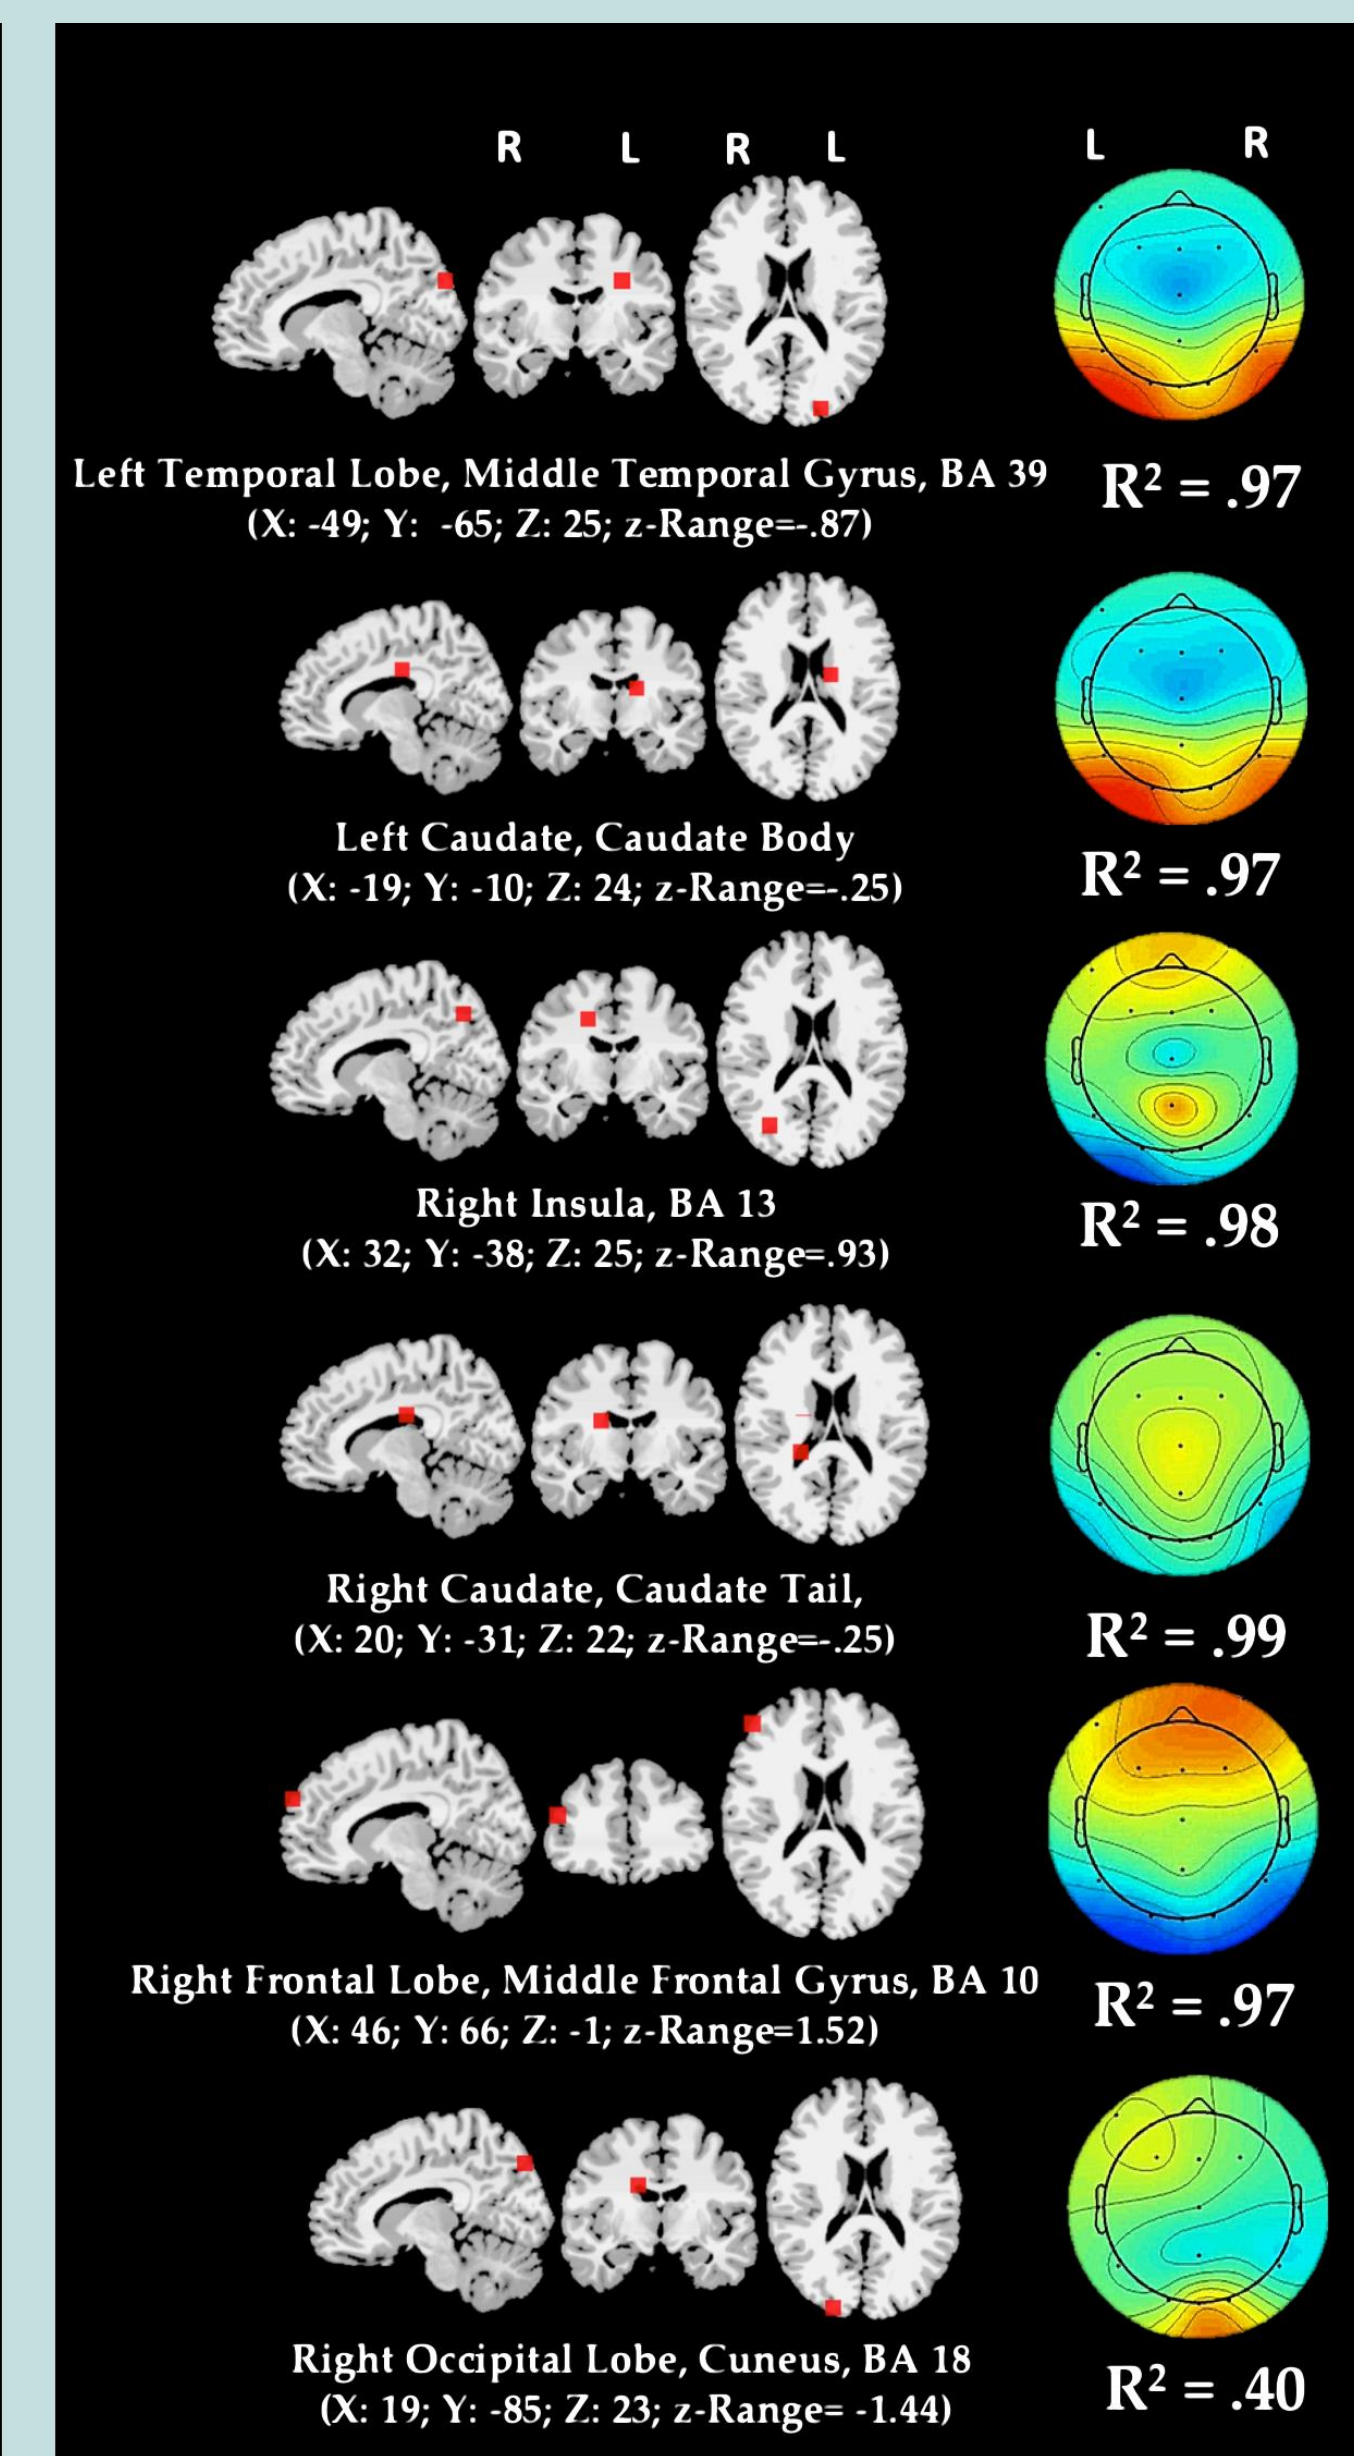 R L R L L R
Left Temporal Lobe, Middle Temporal Gyrus, BA 39
(X: -49; Y: -65; Z: 25; z-Range=-.87)
R² = .97
Left Caudate, Caudate Body
(X: -19; Y: -10; Z: 24; z-Range=-.25)
R² = .97
Right Insula, BA 13
(X: 32; Y: -38; Z: 25; z-Range=.93)
R² = .98
Right Caudate, Caudate Tail,
(X: 20; Y: -31; Z: 22; z-Range=-.25)
R² = .99
Right Frontal Lobe, Middle Frontal Gyrus, BA 10
(X: 46; Y: 66; Z: -1; z-Range=1.52)
R² = .97
Right Occipital Lobe, Cuneus, BA 18
(X: 19; Y: -85; Z: 23; z-Range= -1.44)
R² = .40